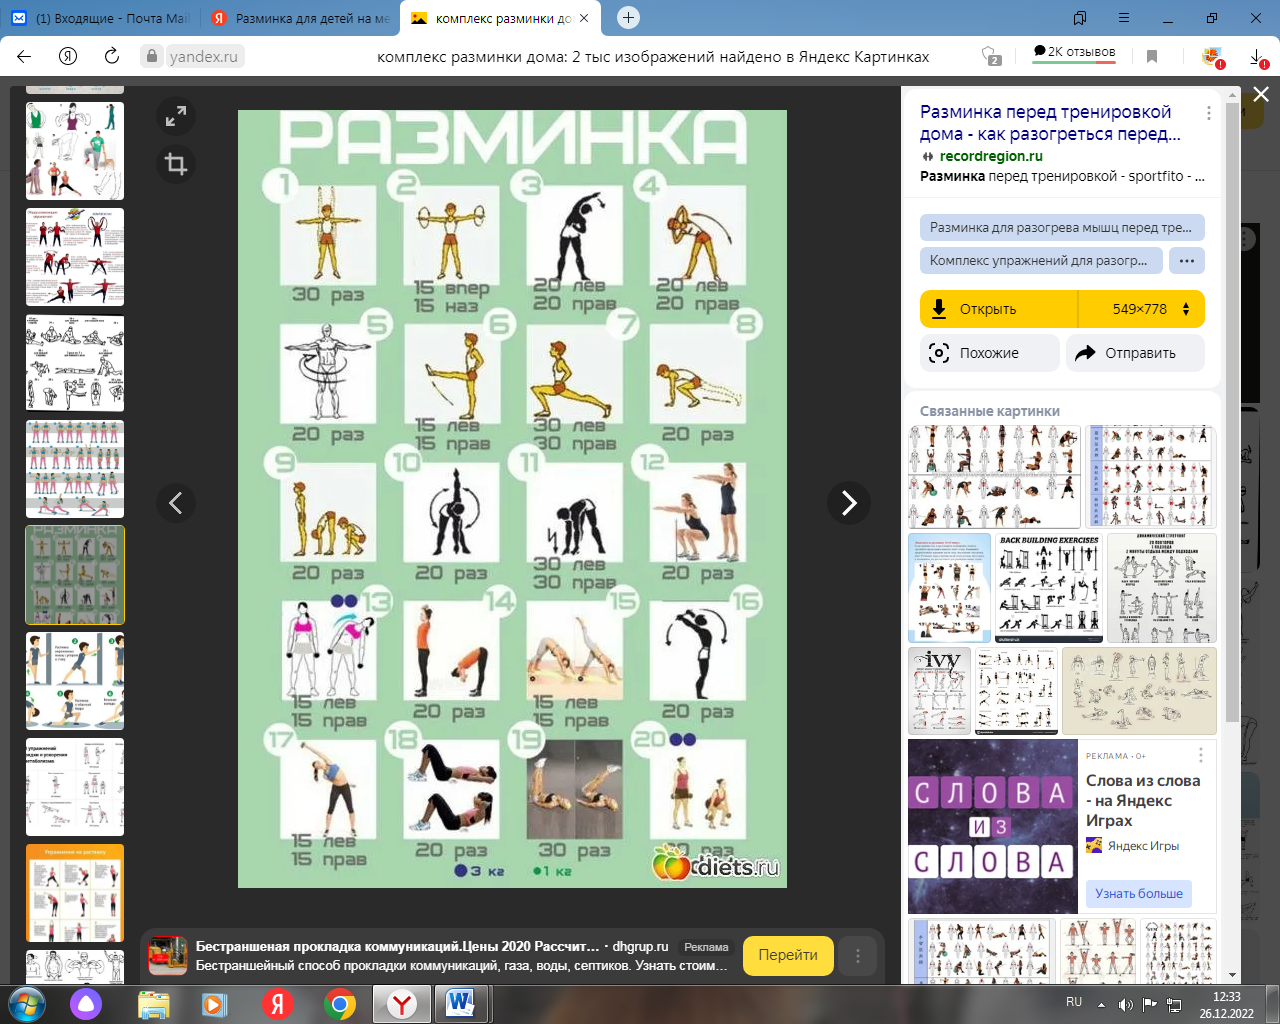 (1) Входящие - Почта Mai
Разминка для детей на ме
комплекс разминки до
yandex.ru
комплекс разминки дома: 2 тыс изображений найдено в Яндекс Картинках
2
2K отзывов
РАЗМИНКА
1
2
3
4
30 раз
15 впер
15 наз
20 лев
20 прав
20 лев
20 прав
5
6
7
8
20 раз
15 лев
15 прав
30 лев
30 прав
20 раз
9
10
11
12
20 раз
20 раз
30 лев
30 прав
20 раз
13
14
15
16
15 лев
15 прав
20 раз
15 лев
15 прав
20 раз
17
18
19
20
15 лев
15 прав
20 раз
30 раз
3 кг
1 кг
diets.ru
Разминка перед тренировкой
дома - как разогреться перед...
recordregion.ru
Разминка перед тренировкой - sportfito - ...
Разминка для разогрева мышц перед тре...
Комплекс упражнений для разогр...
Открыть
549×778
Похожие
Отправить
Связанные картинки
BACK BUILDING EXERCISES
ivy
РЕКЛАМА • 0+
Слова из слова
- на Яндекс
Играх
Яндекс Игры
Узнать больше
СЛОВА
ИЗ
СЛОВА
Бестраншеная прокладка коммуникаций.Цены 2020 Рассчит... · dhgrup.ru
Реклама
Бестраншейный способ прокладки коммуникаций, газа, воды, септиков. Узнать стоим...
Перейти
RU
12:33
26.12.2022